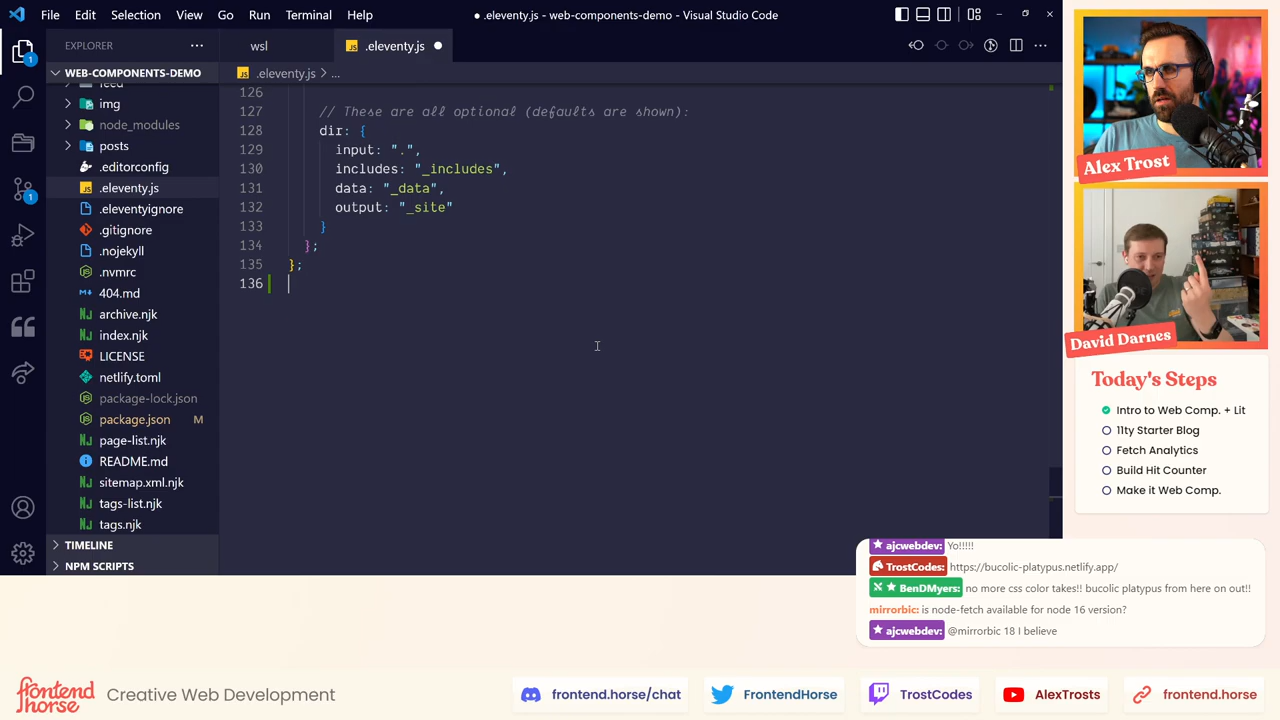 File Edit Selection View Go Run Terminal Help
● .eleventy.js - web-components-demo - Visual Studio Code
EXPLORER
wsl
.eleventy.js
WEB-COMPONENTS-DEMO
.eleventy.js > ...
feed
img
node_modules
posts
.editorconfig
.eleventy.js
.eleventyignore
.gitignore
.nojekyll
.nvmrc
404.md
archive.njk
index.njk
LICENSE
netlify.toml
package-lock.json
package.json M
page-list.njk
README.md
sitemap.xml.njk
tags-list.njk
tags.njk
TIMELINE
NPM SCRIPTS
1
1
126
127 // These are all optional (defaults are shown):
128 dir: {
129 input: ".",
130 includes: "_includes",
131 data: "_data",
132 output: "_site"
133 }
134 };
135 };
136
Alex Trost
David Darnes
Today's Steps
Intro to Web Comp. + Lit
11ty Starter Blog
Fetch Analytics
Build Hit Counter
Make it Web Comp.
ajcwebdev: Yo!!!!!
TrostCodes: https://bucolic-platypus.netlify.app/
BenDMyers: no more css color takes!! bucolic platypus from here on out!!
mirrorbic: is node-fetch available for node 16 version?
ajcwebdev: @mirrorbic 18 I believe
frontend
horse
Creative Web Development
frontend.horse/chat
FrontendHorse
TrostCodes
AlexTrosts
frontend.horse